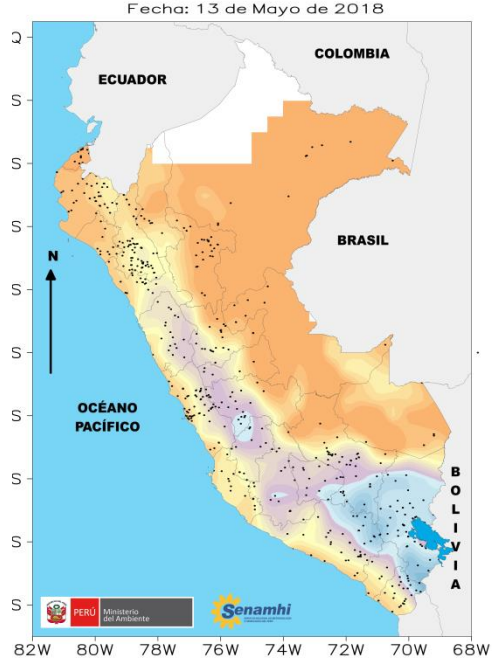 Fecha: 13 de Mayo de 2018
COLOMBIA
ECUADOR
BRASIL
N
OCÉANO
PACÍFICO
BOLIVIA
PERÚ
Ministerio
del Ambiente
Senamhi
Q
S
S
S
S
S
S
S
S
S
82W 80W 78W 76W 74W 72W 70W 68W